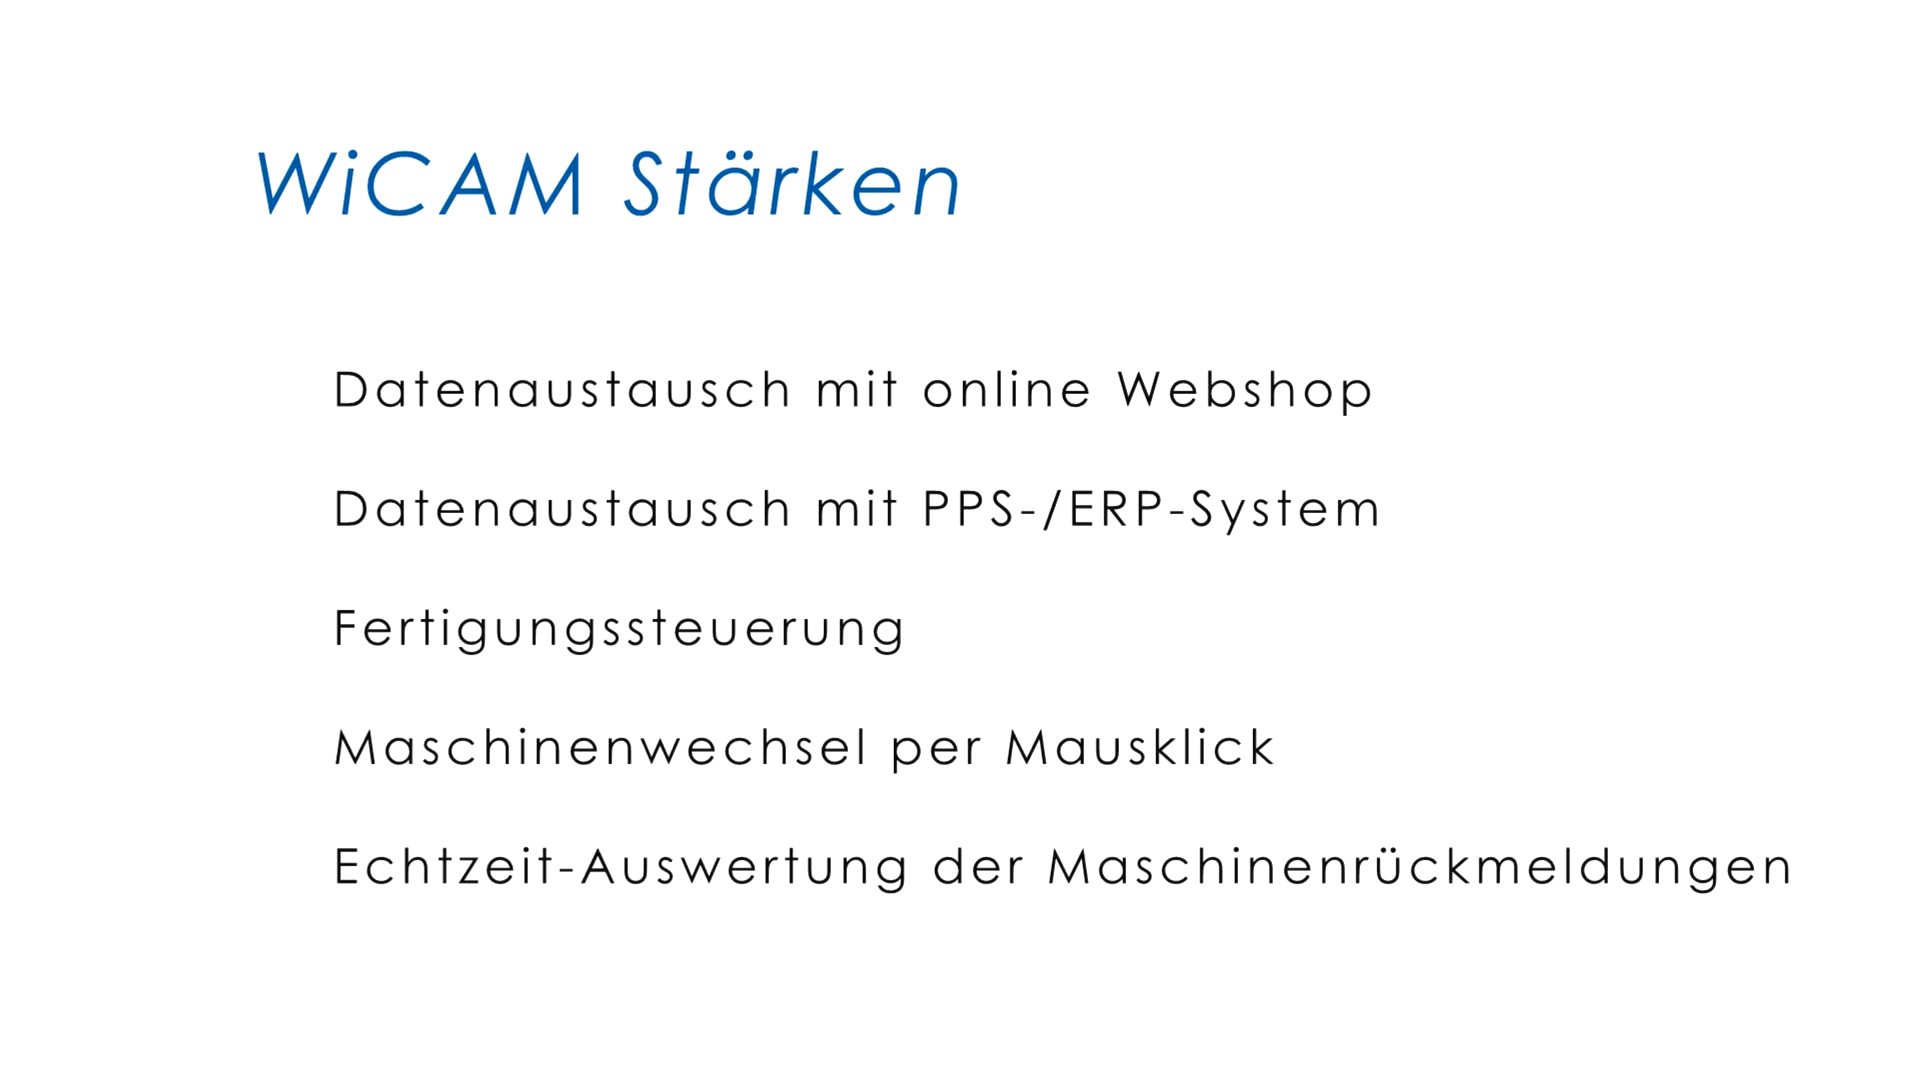 WiCAM Stärken
Datenaustausch mit online Webshop
Datenaustausch mit PPS-/ERP-System
Fertigungssteuerung
Maschinenwechsel per Mausklick
Echtzeit-Auswertung der Maschinenrückmeldungen